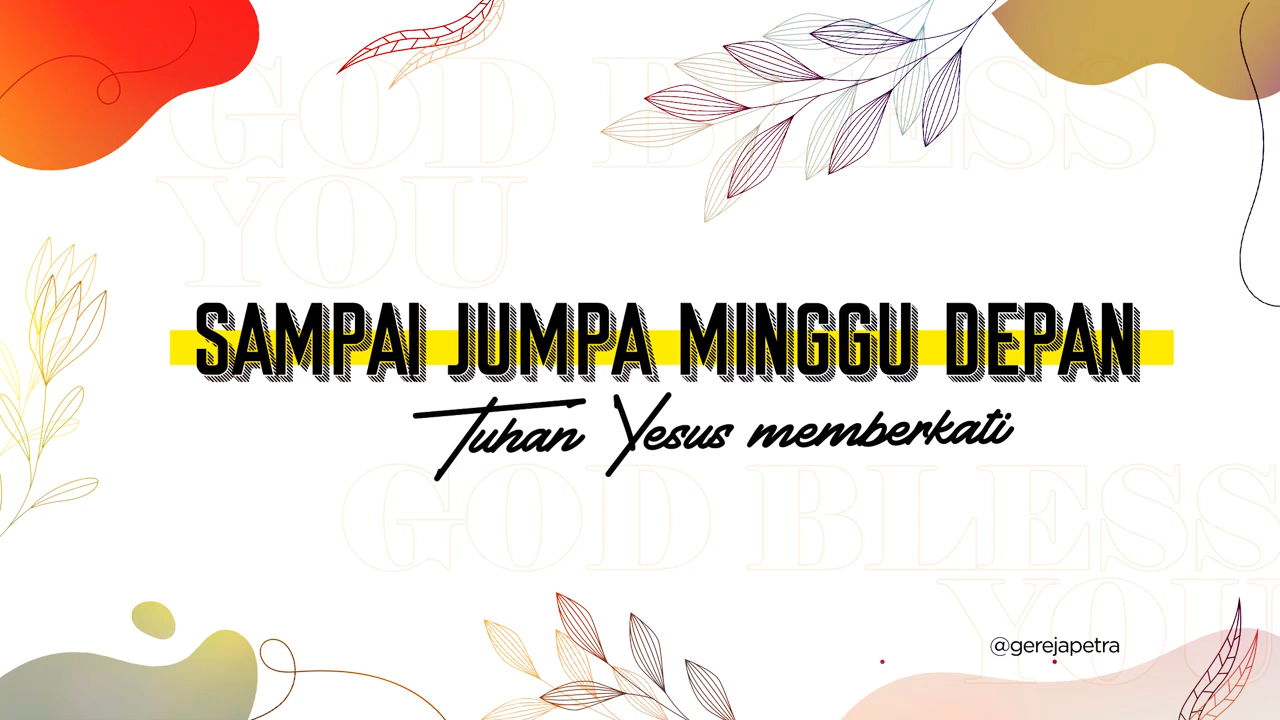 GOD BLESS
YOU
SAMPAI JUMPA MINGGU DEPAN
Tuhan Yesus memberkati
GOD BLESS
YOU
@gerejapetra